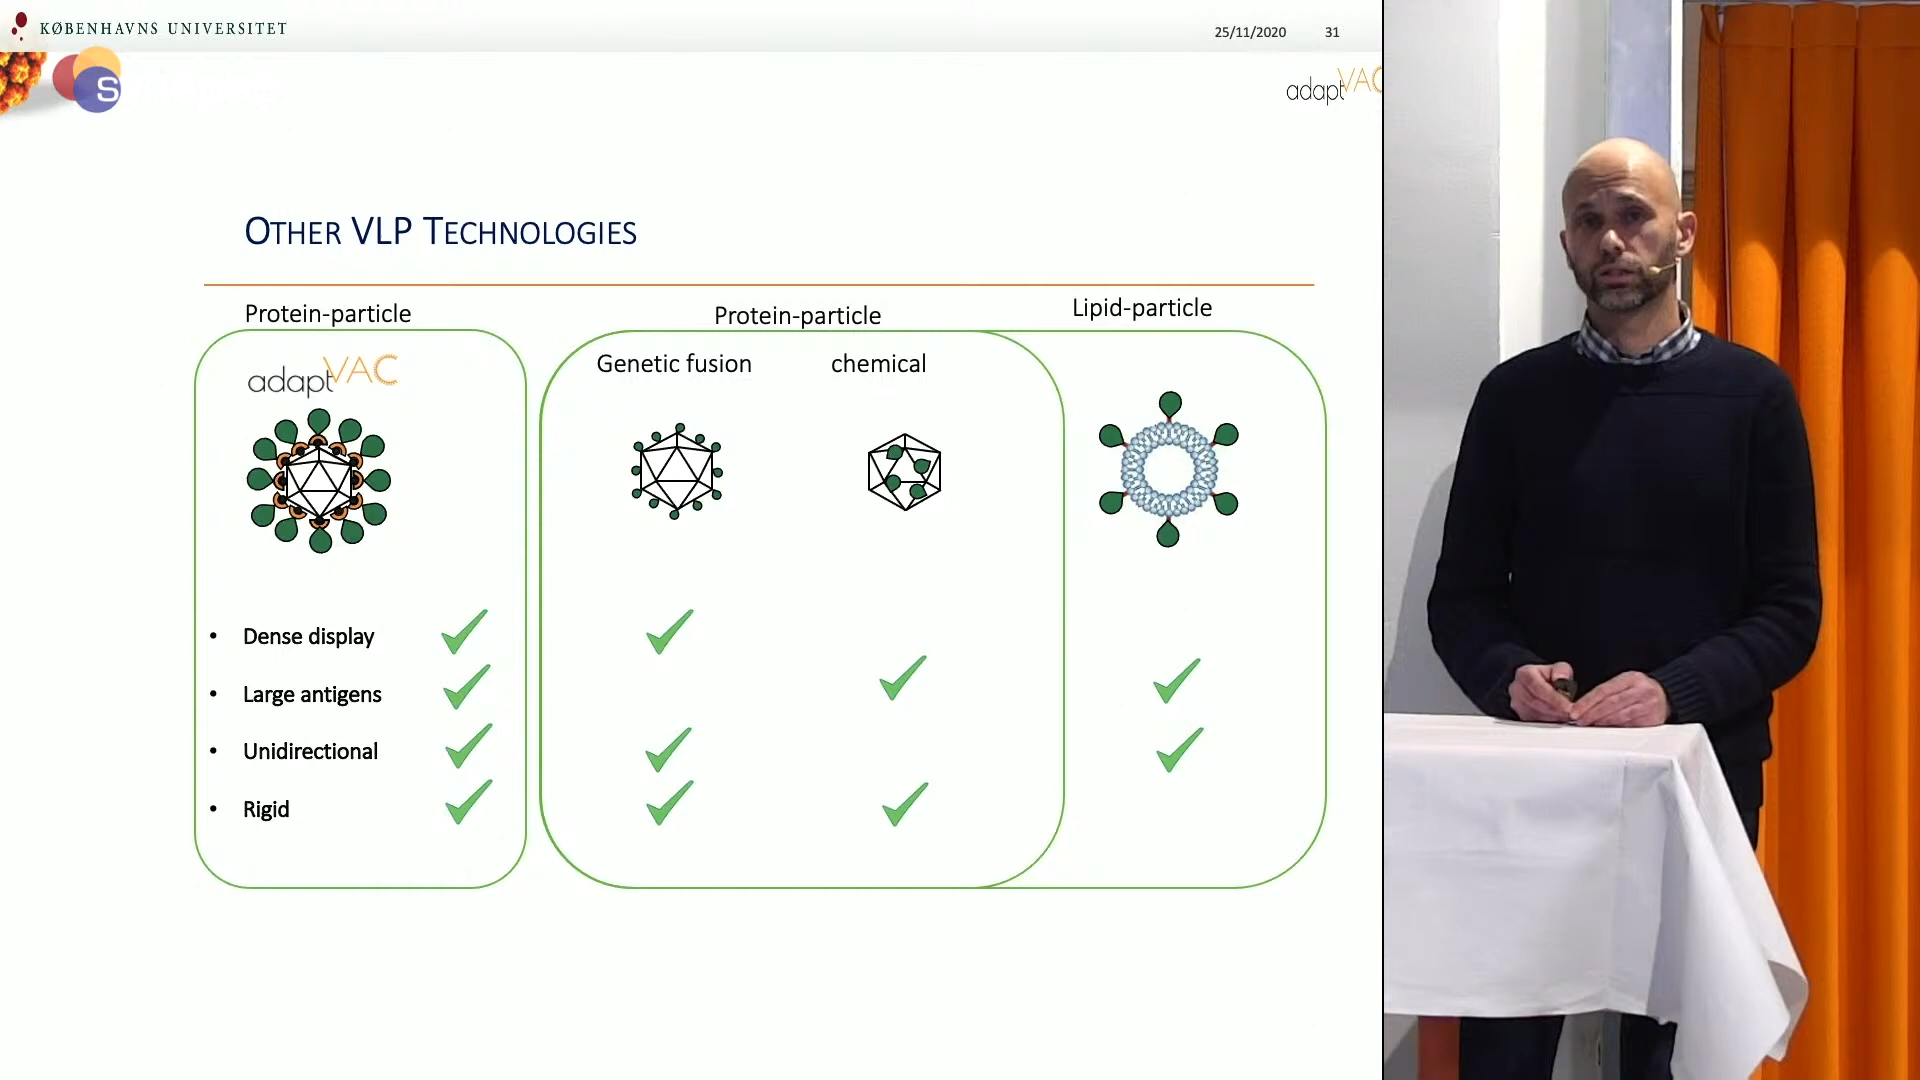 KØBENHAVNS UNIVERSITET
25/11/2020 31
S
adaptVAC
OTHER VLP TECHNOLOGIES
Protein-particle
Protein-particle
Lipid-particle
adaptVAC
Genetic fusion
chemical
• Dense display
• Large antigens
• Unidirectional
• Rigid